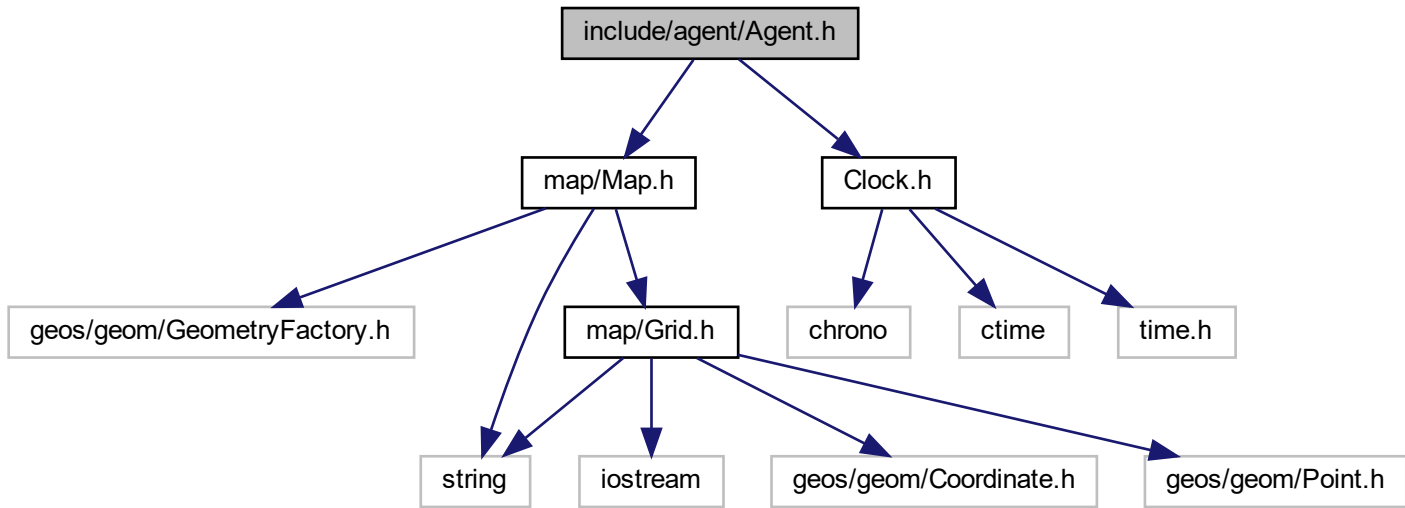 include/agent/Agent.h
map/Map.h
Clock.h
geos/geom/GeometryFactory.h
map/Grid.h
chrono
ctime
time.h
string
iostream
geos/geom/Coordinate.h
geos/geom/Point.h